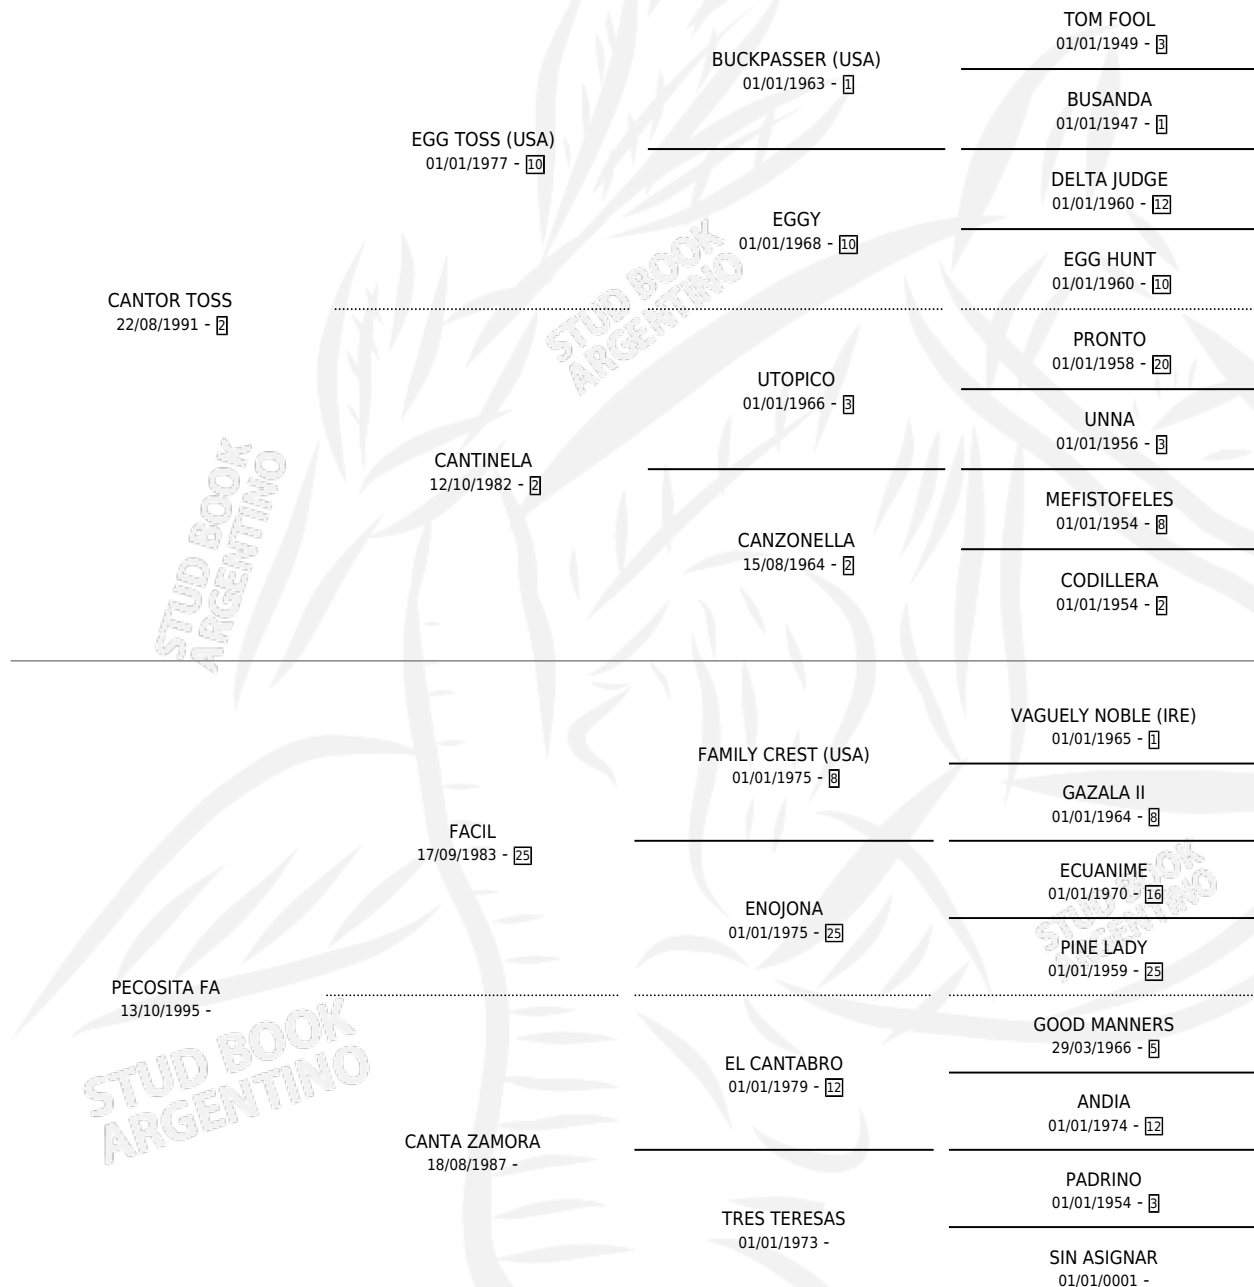 TOM FOOL
01/01/1949 - 3
BUCKPASSER (USA)
01/01/1963 - 1
BUSANDA
01/01/1947 - 1
EGG TOSS (USA)
01/01/1977 - 10
DELTA JUDGE
01/01/1960 - 12
EGGY
01/01/1968 - 10
EGG HUNT
01/01/1960 - 10
CANTOR TOSS
22/08/1991 - 2
PRONTO
01/01/1958 - 20
UTOPICO
01/01/1966 - 3
UNNA
01/01/1956 - 3
CANTINELA
12/10/1982 - 2
MEFISTOFELES
01/01/1954 - 8
CANZONELLA
15/08/1964 - 2
CODILLERA
01/01/1954 - 2
VAGUELY NOBLE (IRE)
01/01/1965 - 1
FAMILY CREST (USA)
01/01/1975 - 8
GAZALA II
01/01/1964 - 8
FACIL
17/09/1983 - 25
ECUANIME
01/01/1970 - 16
ENOJONA
01/01/1975 - 25
PINE LADY
01/01/1959 - 25
PECOSITA FA
13/10/1995 -
GOOD MANNERS
29/03/1966 - 5
EL CANTABRO
01/01/1979 - 12
ANDIA
01/01/1974 - 12
CANTA ZAMORA
18/08/1987 -
PADRINO
01/01/1954 - 3
TRES TERESAS
01/01/1973 -
SIN ASIGNAR
01/01/0001 -
STUD BOOK
ARGENTINO
STUD BOOK
ARGENTINO
STUD BOOK
ARGENTINO
STUD BOOK
ARGENTINO